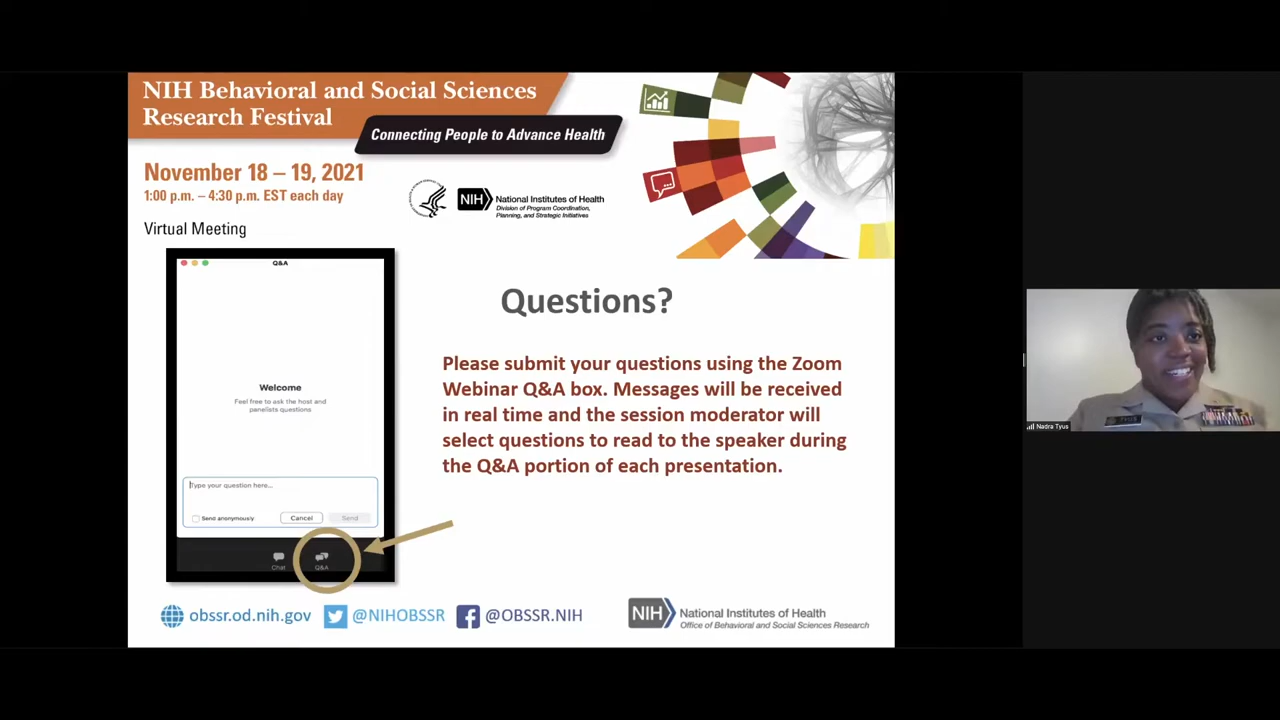 NIH Behavioral and Social Sciences
Research Festival
Connecting People to Advance Health
November 18 – 19, 2021
1:00 p.m. – 4:30 p.m. EST each day
NIH
National Institutes of Health
Division of Program Coordination,
Planning, and Strategic Initiatives
Virtual Meeting
Q&A
Welcome
Feel free to ask the host and
panelists questions
Type your question here...
Send anonymously
Cancel
Send
Chat
Q&A
Questions?
Please submit your questions using the Zoom
Webinar Q&A box. Messages will be received
in real time and the session moderator will
select questions to read to the speaker during
the Q&A portion of each presentation.
obssr.od.nih.gov
@NIHOBSSR
@OBSSR.NIH
NIH
National Institutes of Health
Office of Behavioral and Social Sciences Research
TYUS
Nadra Tyus